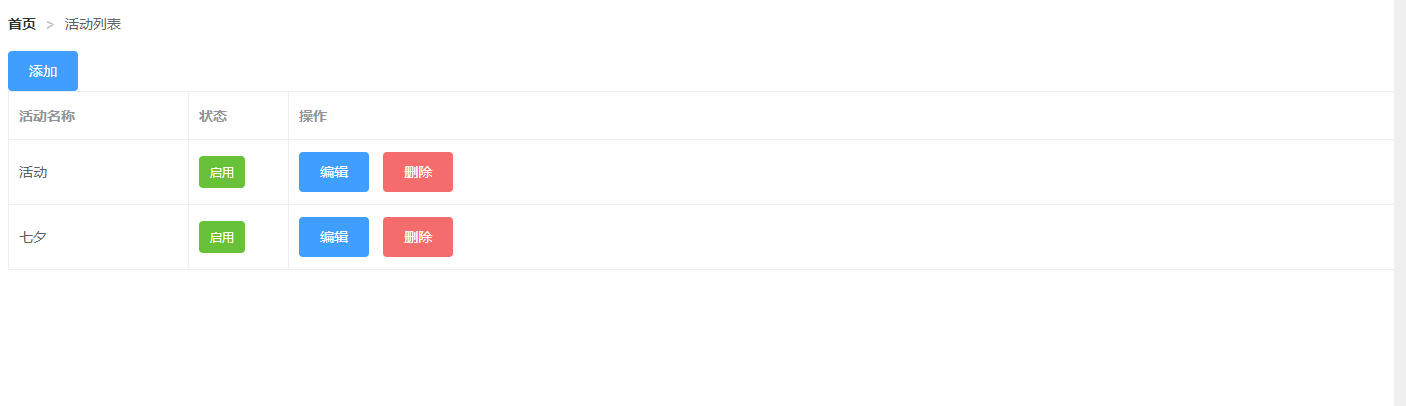 首页 > 活动列表
添加
活动名称 状态 操作
活动 启用 编辑 删除
七夕 启用 编辑 删除